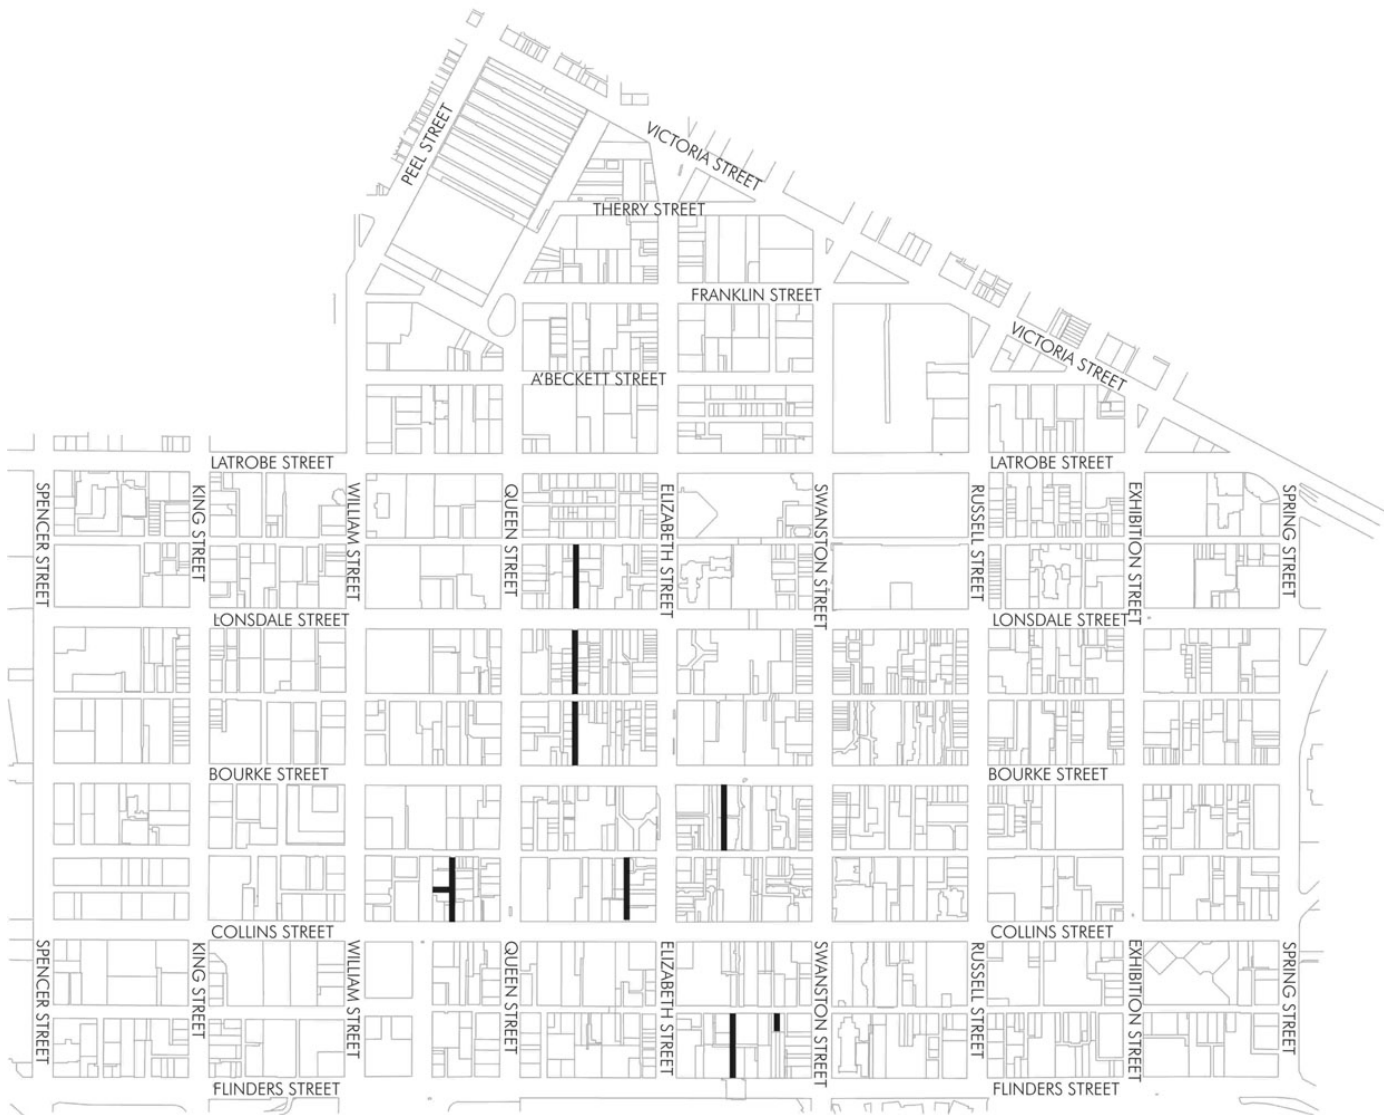 PEEL STREET
VICTORIA STREET
THERRY STREET
FRANKLIN STREET
VICTORIA STREET
A'BECKETT STREET
LATROBE STREET
LATROBE STREET
SPENCER STREET
KING STREET
WILLIAM STREET
QUEEN STREET
ELIZABETH STREET
SWANSTON STREET
RUSSELL STREET
EXHIBITION STREET
SPRING STREET
LONSDALE STREET
LONSDALE STREET
BOURKE STREET
BOURKE STREET
COLLINS STREET
COLLINS STREET
SPENCER STREET
KING STREET
WILLIAM STREET
QUEEN STREET
ELIZABETH STREET
SWANSTON STREET
RUSSELL STREET
EXHIBITION STREET
SPRING STREET
FLINDERS STREET
FLINDERS STREET